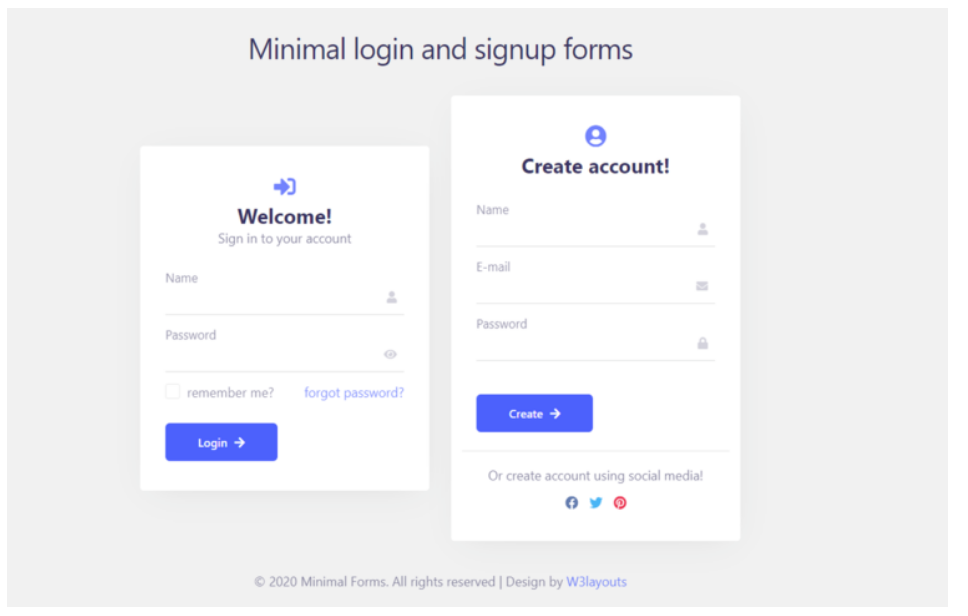 Minimal login and signup forms
Welcome!
Sign in to your account
Name
Password
remember me? forgot password?
Login
Create account!
Name
E-mail
Password
Create
Or create account using social media!
© 2020 Minimal Forms. All rights reserved | Design by W3layouts